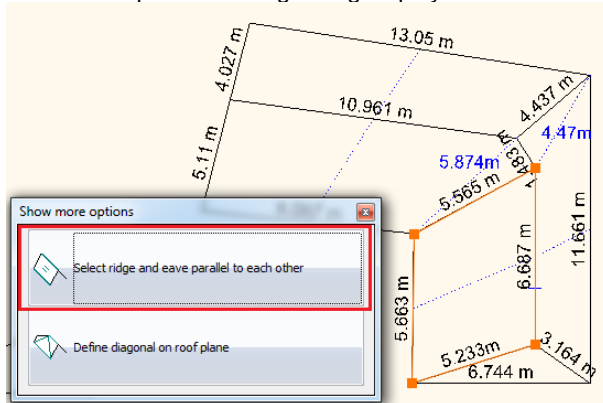 13.05 m
4.027 m
10.961 m
4.437 m
4.47m
5.11 m
5.874m
5.565 m
Show more options
Select ridge and eave parallel to each other
6.687 m
11.661 m
5.663 m
Define diagonal on roof plane
5.233m
3.164 m
6.744 m